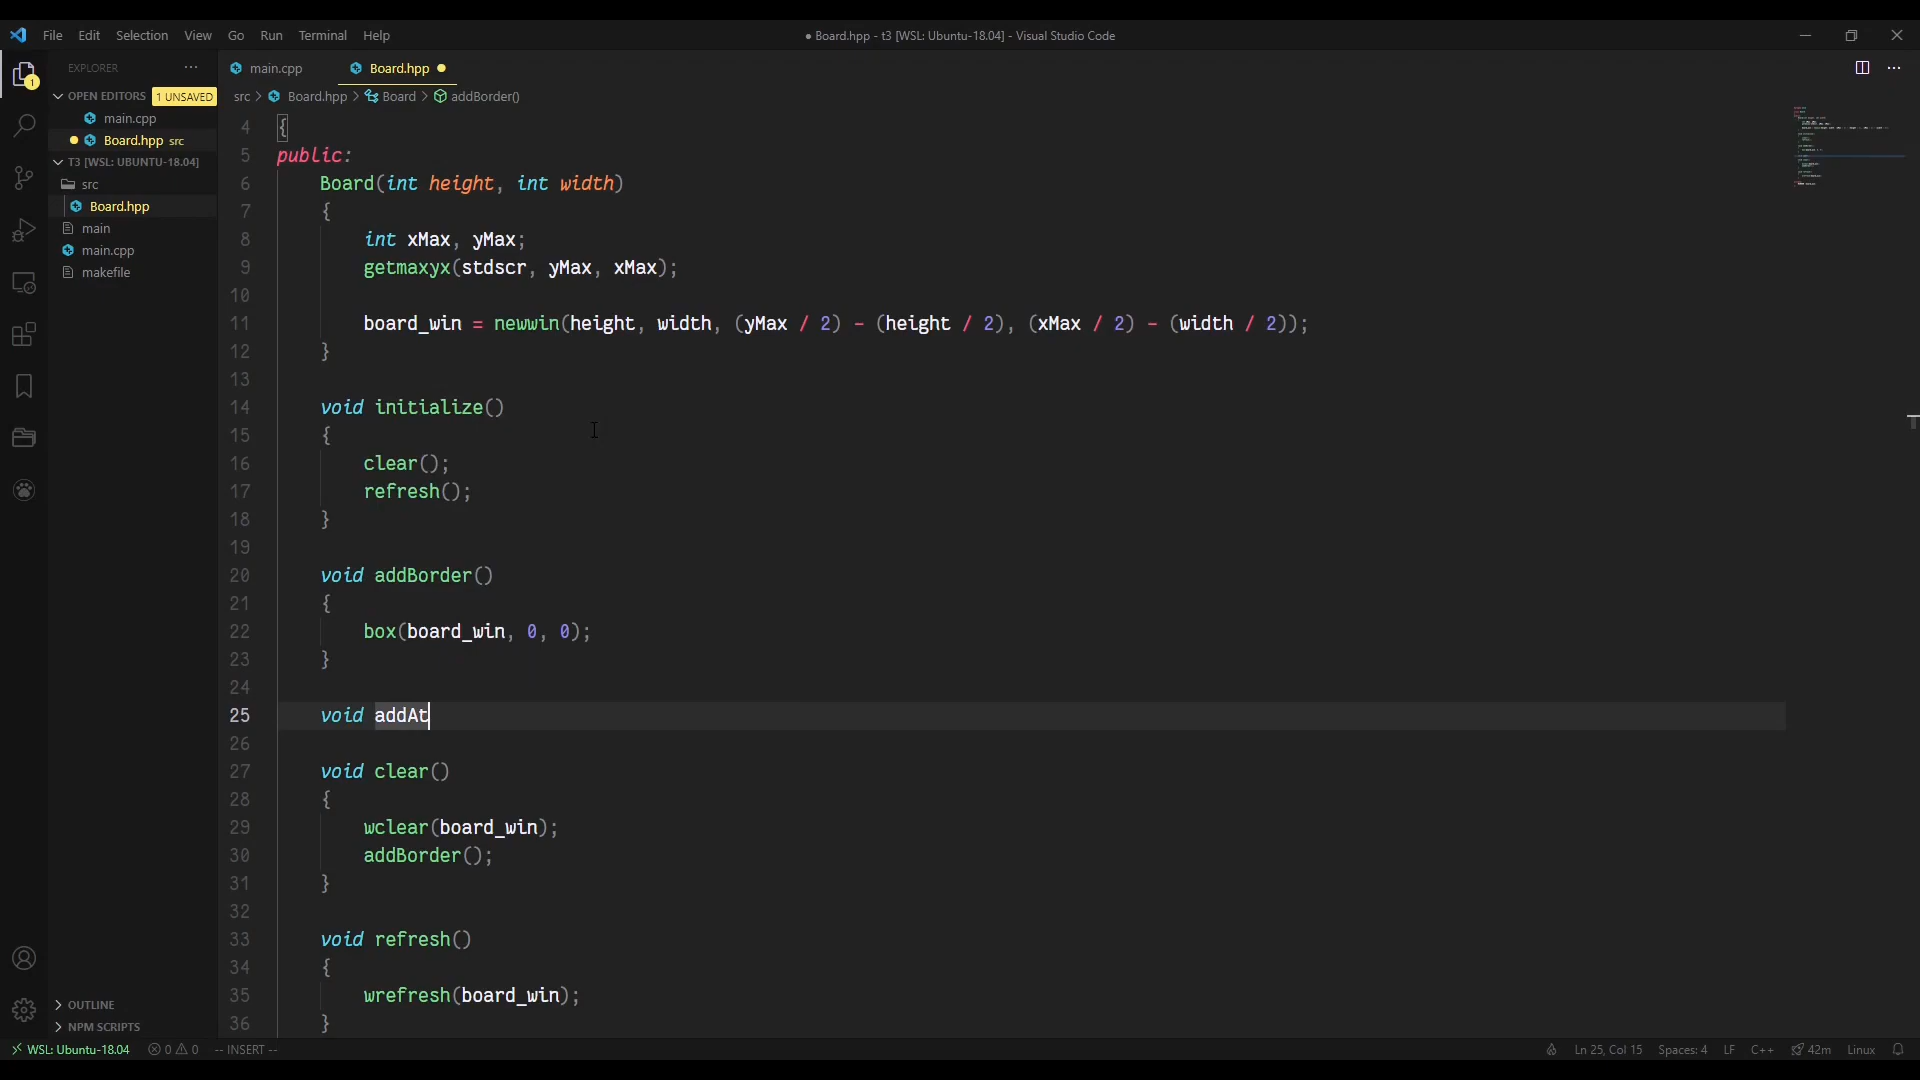 File Edit Selection View Go Run Terminal Help
● Board.hpp - t3 [WSL: Ubuntu-18.04] - Visual Studio Code
EXPLORER
OPEN EDITORS 1 UNSAVED
main.cpp
Board.hpp src
T3 [WSL: UBUNTU-18.04]
src
Board.hpp
main
main.cpp
makefile
OUTLINE
NPM SCRIPTS
1
main.cpp Board.hpp
src > Board.hpp > Board > addBorder()
4 {
5 public:
6 Board(int height, int width)
7 {
8 int xMax, yMax;
9 getmaxyx(stdscr, yMax, xMax);
10
11 board_win = newwin(height, width, (yMax / 2) - (height / 2), (xMax / 2) - (width / 2));
12 }
13
14 void initialize()
15 {
16 clear();
17 refresh();
18 }
19
20 void addBorder()
21 {
22 box(board_win, 0, 0);
23 }
24
25 void addAt
26
27 void clear()
28 {
29 wclear(board_win);
30 addBorder();
31 }
32
33 void refresh()
34 {
35 wrefresh(board_win);
36 }
WSL: Ubuntu-18.04 0 0 -- INSERT -- Ln 25, Col 15 Spaces: 4 LF C++ 42m Linux